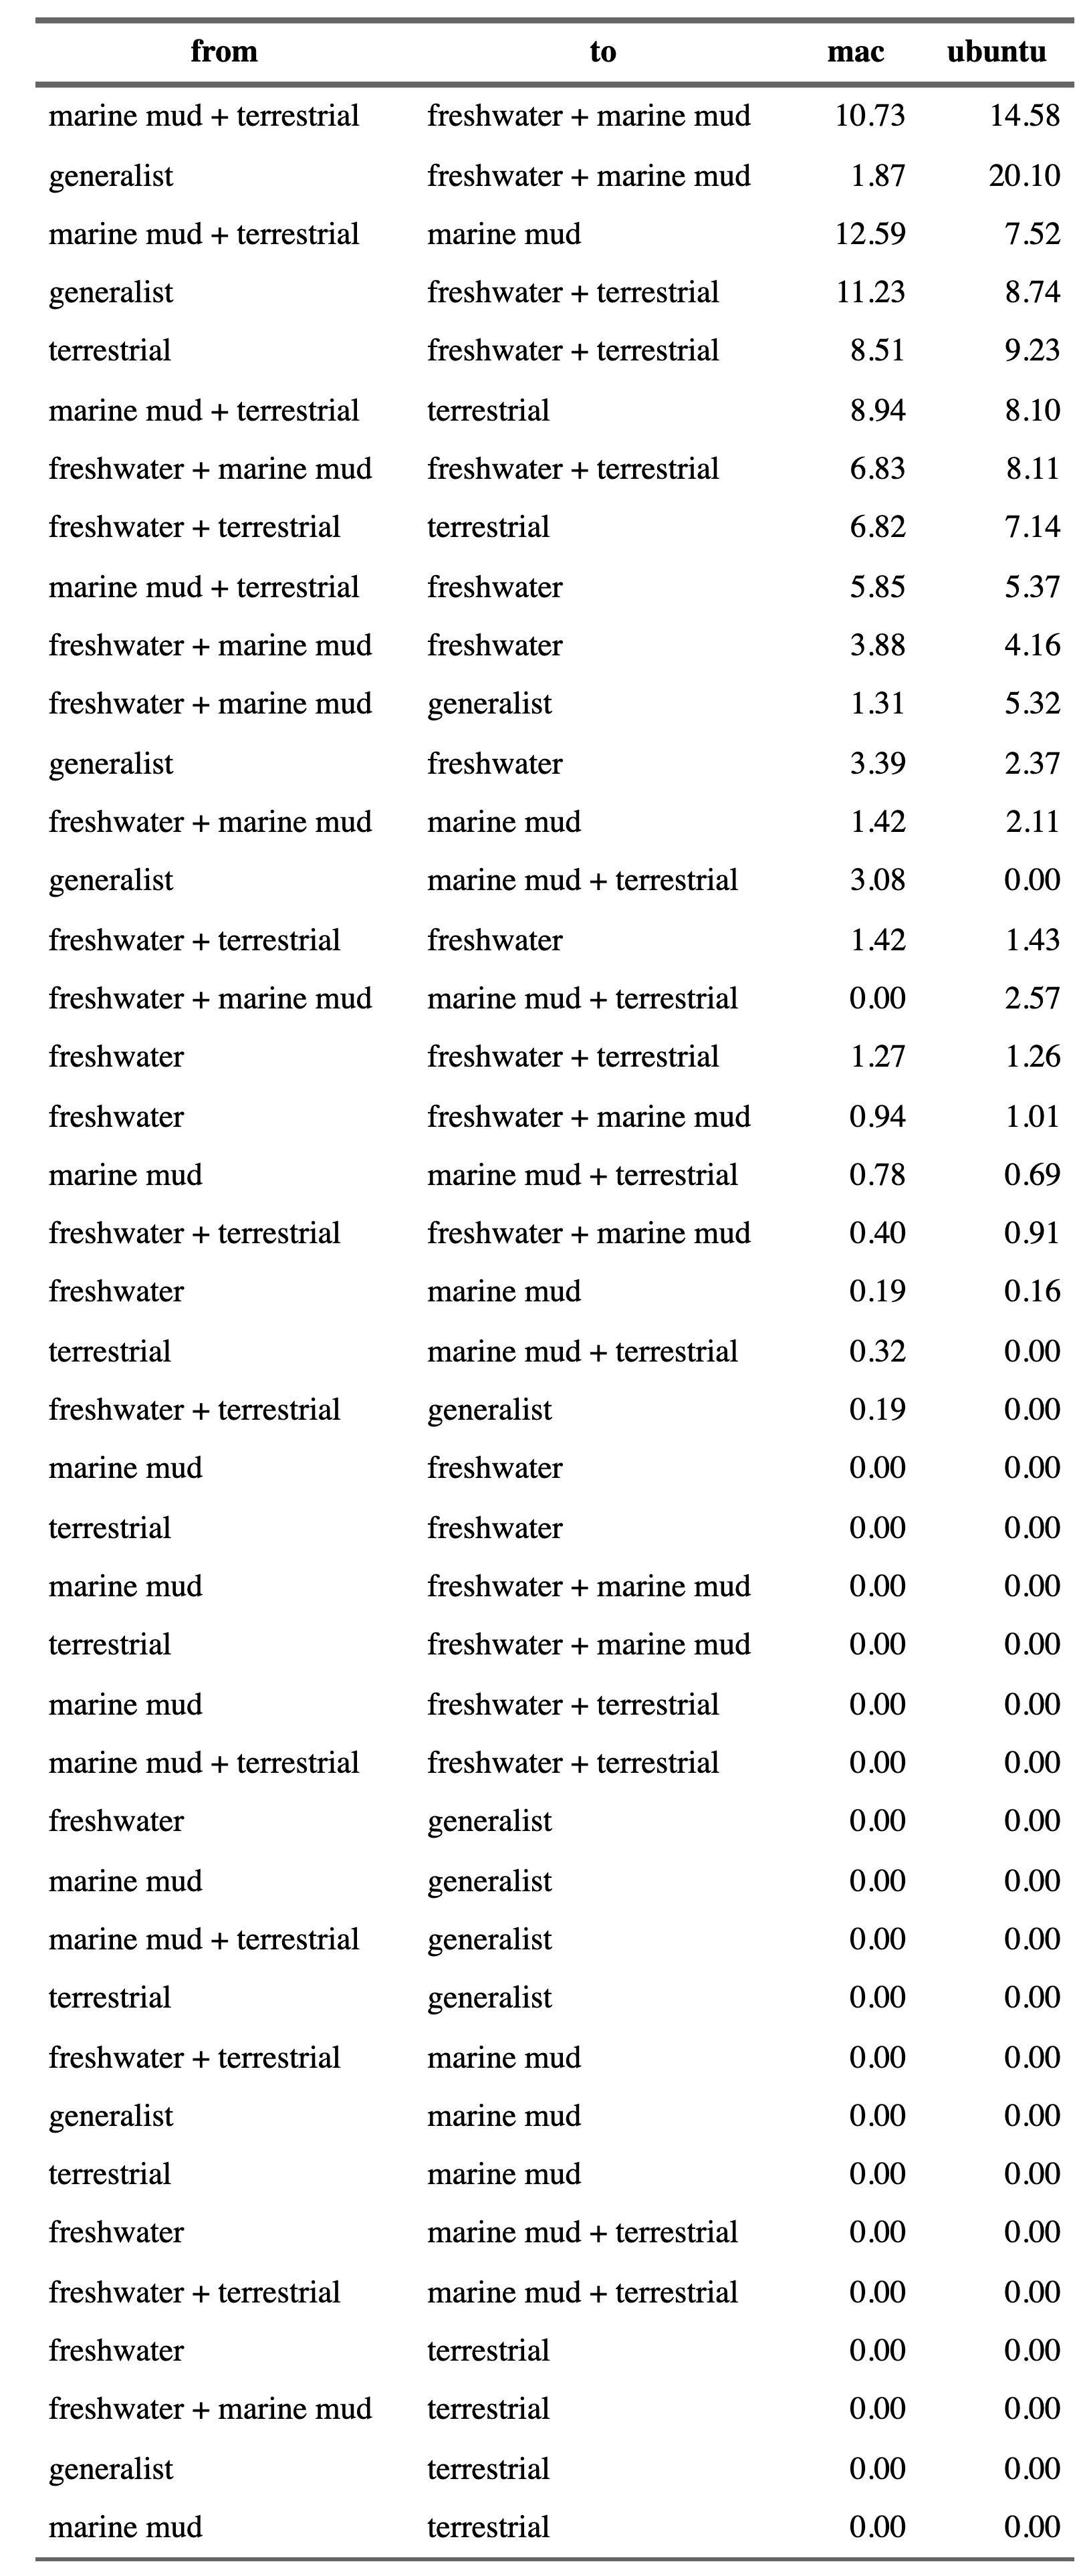 from to mac ubuntu
marine mud + terrestrial freshwater + marine mud 10.73 14.58
generalist freshwater + marine mud 1.87 20.10
marine mud + terrestrial marine mud 12.59 7.52
generalist freshwater + terrestrial 11.23 8.74
terrestrial freshwater + terrestrial 8.51 9.23
marine mud + terrestrial terrestrial 8.94 8.10
freshwater + marine mud freshwater + terrestrial 6.83 8.11
freshwater + terrestrial terrestrial 6.82 7.14
marine mud + terrestrial freshwater 5.85 5.37
freshwater + marine mud freshwater 3.88 4.16
freshwater + marine mud generalist 1.31 5.32
generalist freshwater 3.39 2.37
freshwater + marine mud marine mud 1.42 2.11
generalist marine mud + terrestrial 3.08 0.00
freshwater + terrestrial freshwater 1.42 1.43
freshwater + marine mud marine mud + terrestrial 0.00 2.57
freshwater freshwater + terrestrial 1.27 1.26
freshwater freshwater + marine mud 0.94 1.01
marine mud marine mud + terrestrial 0.78 0.69
freshwater + terrestrial freshwater + marine mud 0.40 0.91
freshwater marine mud 0.19 0.16
terrestrial marine mud + terrestrial 0.32 0.00
freshwater + terrestrial generalist 0.19 0.00
marine mud freshwater 0.00 0.00
terrestrial freshwater 0.00 0.00
marine mud freshwater + marine mud 0.00 0.00
terrestrial freshwater + marine mud 0.00 0.00
marine mud freshwater + terrestrial 0.00 0.00
marine mud + terrestrial freshwater + terrestrial 0.00 0.00
freshwater generalist 0.00 0.00
marine mud generalist 0.00 0.00
marine mud + terrestrial generalist 0.00 0.00
terrestrial generalist 0.00 0.00
freshwater + terrestrial marine mud 0.00 0.00
generalist marine mud 0.00 0.00
terrestrial marine mud 0.00 0.00
freshwater marine mud + terrestrial 0.00 0.00
freshwater + terrestrial marine mud + terrestrial 0.00 0.00
freshwater terrestrial 0.00 0.00
freshwater + marine mud terrestrial 0.00 0.00
generalist terrestrial 0.00 0.00
marine mud terrestrial 0.00 0.00